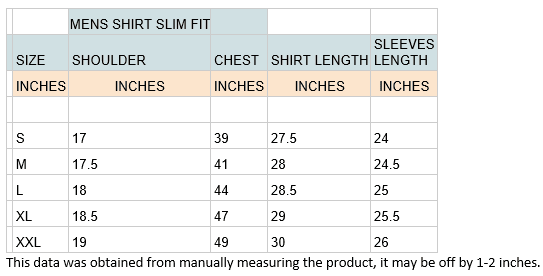 MENS SHIRT SLIM FIT
SIZE SHOULDER CHEST SHIRT LENGTH SLEEVES LENGTH
INCHES INCHES INCHES INCHES INCHES
S 17 39 27.5 24
M 17.5 41 28 24.5
L 18 44 28.5 25
XL 18.5 47 29 25.5
XXL 19 49 30 26
This data was obtained from manually measuring the product, it may be off by 1-2 inches.